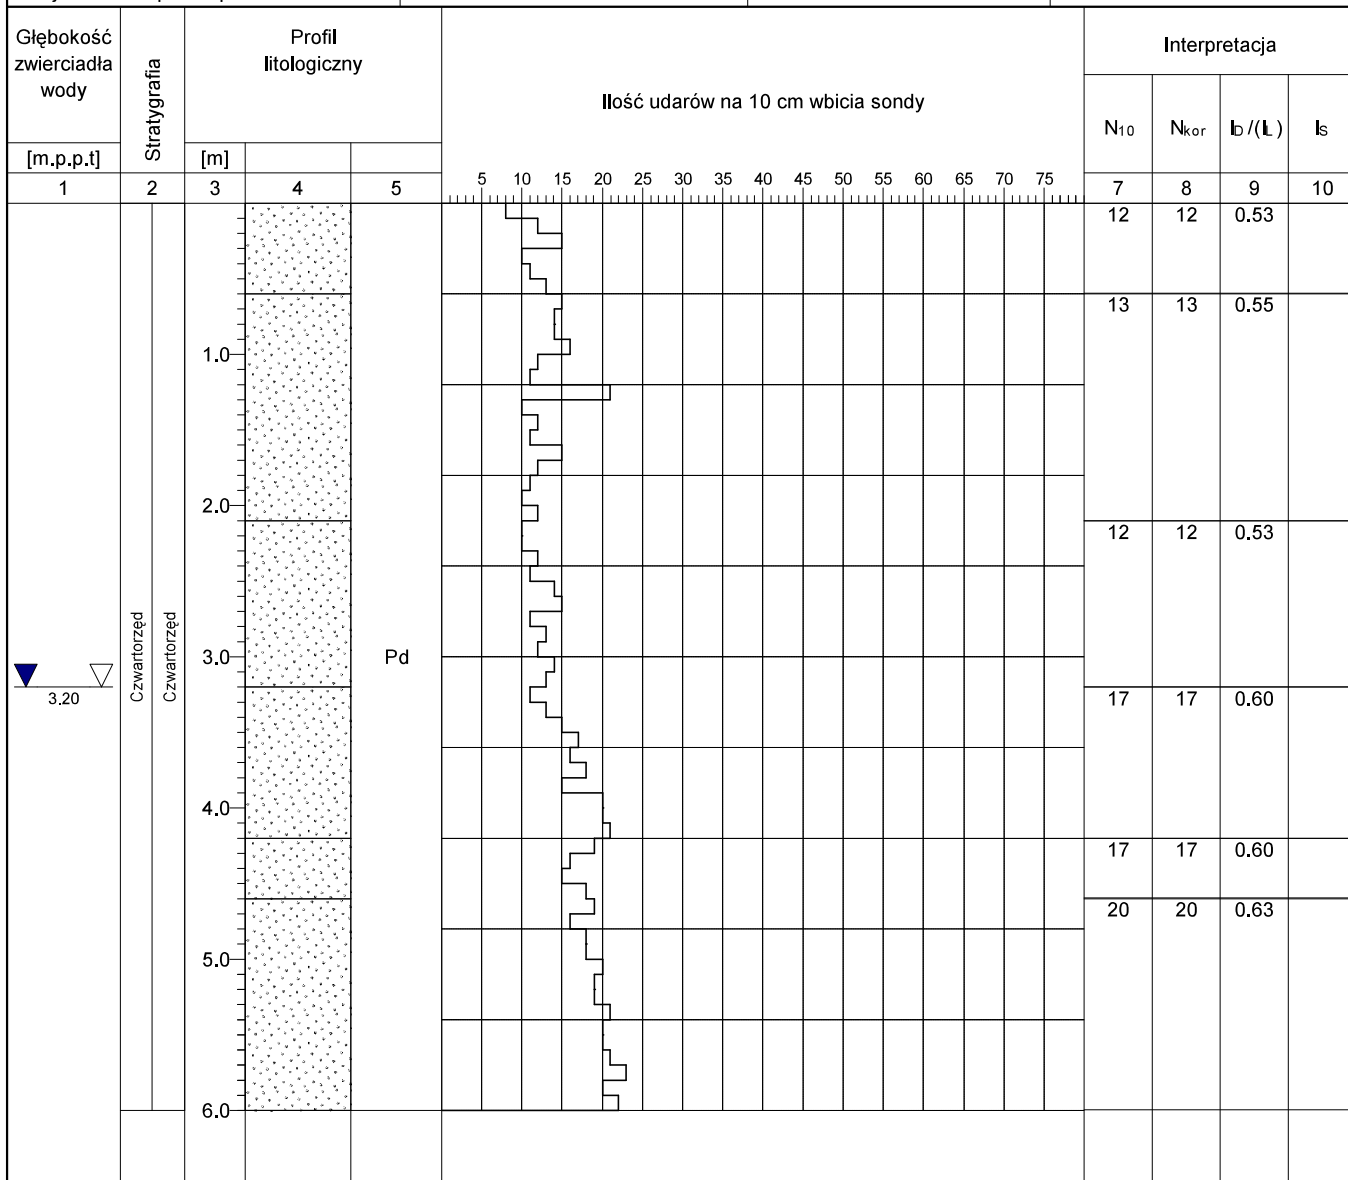 Głębokość
zwierciadła
wody
[m.p.p.t]
Stratygrafia
Profil
litologiczny
[m]
Ilość udarów na 10 cm wbicia sondy
Interpretacja
N10 Nkor ID/(IL) IS
1 2 3 4 5 7 8 9 10
5 10 15 20 25 30 35 40 45 50 55 60 65 70 75
12 12 0.53
13 13 0.55
1.0
2.0
12 12 0.53
Czwartorzęd
Czwartorzęd
3.0
Pd
3.20
17 17 0.60
4.0
17 17 0.60
20 20 0.63
5.0
6.0